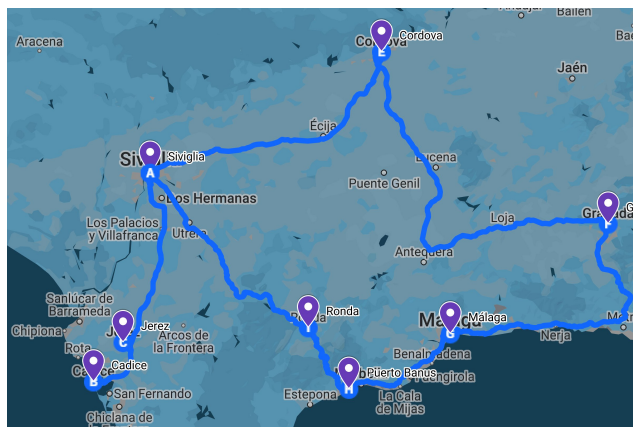 Bailén
Aracena
Cordova
Jaén
Écija
Siviglia
A
Lucena
Puente Genil
Dos Hermanas
Los Palacios
y Villafranca
Utrera
Loja
Antequera
F
Sanlúcar de
Barrameda
Chipiona
Jerez
Arcos de
la Frontera
Rota
Cadice
San Fernando
Chiclana de
Ronda
Málaga
Nerja
Benalmádena
Puerto Banus
Fuengirola
Estepona
H
La Cala
de Mijas